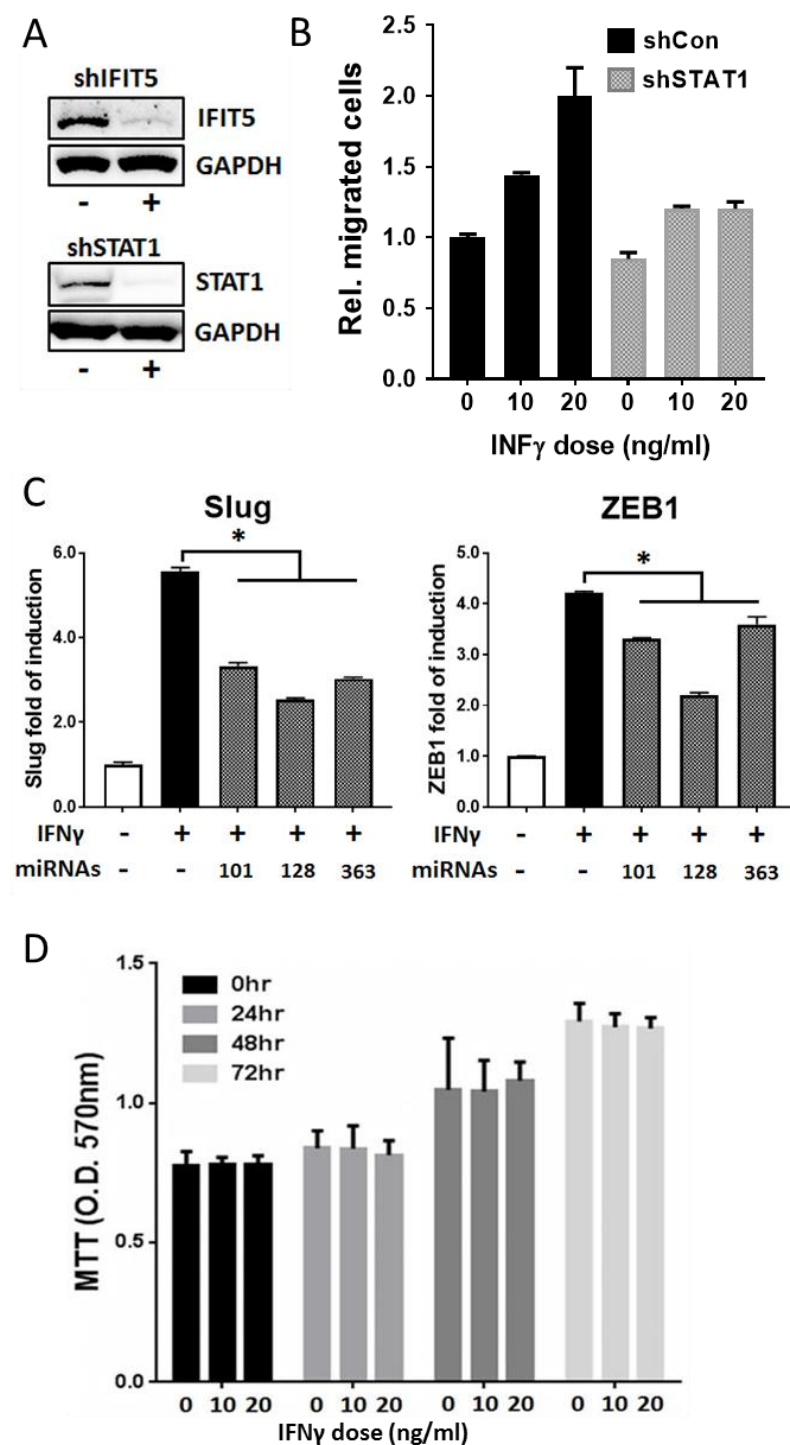 A
shIFIT5
IFIT5
GAPDH
- +
shSTAT1
STAT1
GAPDH
- +
B
shCon
shSTAT1
Rel. migrated cells
2.5
2.0
1.5
1.0
0.5
0.0
0 10 20 0 10 20
INFγ dose (ng/ml)
C
Slug
*
Slug fold of induction
6.0
4.0
2.0
0.0
IFNγ - + + + +
miRNAs - - 101 128 363
ZEB1
*
ZEB1 fold of induction
5.0
4.0
3.0
2.0
1.0
0.0
- + + + +
- - 101 128 363
D
0hr
24hr
48hr
72hr
MTT (O.D. 570nm)
1.5
1.0
0.5
0.0
0 10 20 0 10 20 0 10 20 0 10 20
IFNγ dose (ng/ml)